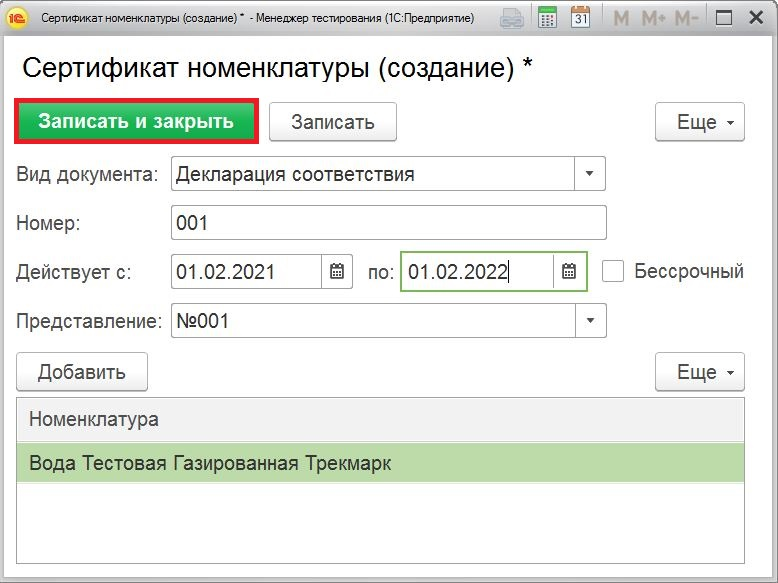 Сертификат номенклатуры (создание) * - Менеджер тестирования (1С:Предприятие) 31 M M+ M-
Сертификат номенклатуры (создание) *
Записать и закрыть Записать Еще
Вид документа: Декларация соответствия
Номер: 001
Действует с: 01.02.2021 по: 01.02.2022 Бессрочный
Представление: №001
Добавить Еще
Номенклатура
Вода Тестовая Газированная Трекмарк